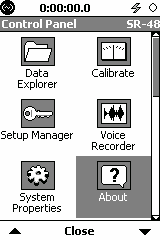 0:00:00.0
Control Panel SR-48
Data Explorer
Calibrate
Setup Manager
Voice Recorder
System Properties
About
Close